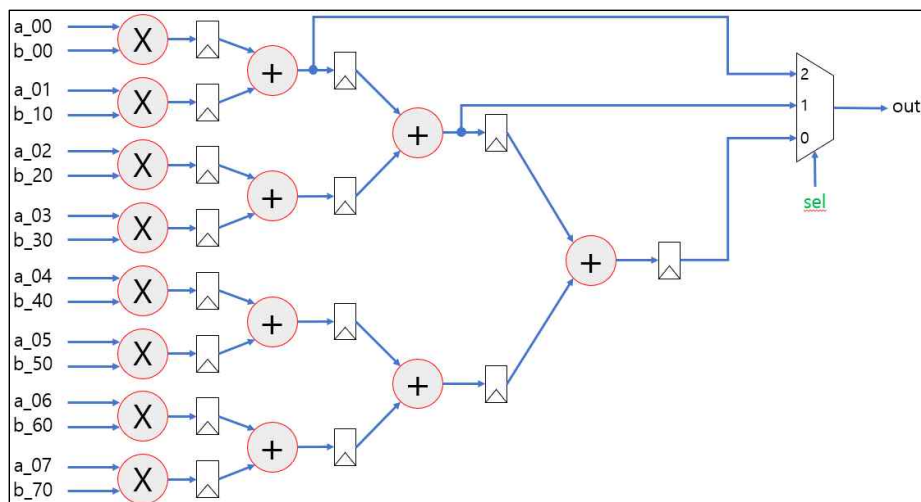 a_00
b_00
X
+
2
a_01
b_10
X
1
out
+
0
a_02
b_20
X
+
sel
a_03
b_30
X
+
a_04
b_40
X
+
a_05
b_50
X
+
a_06
b_60
X
+
a_07
b_70
X